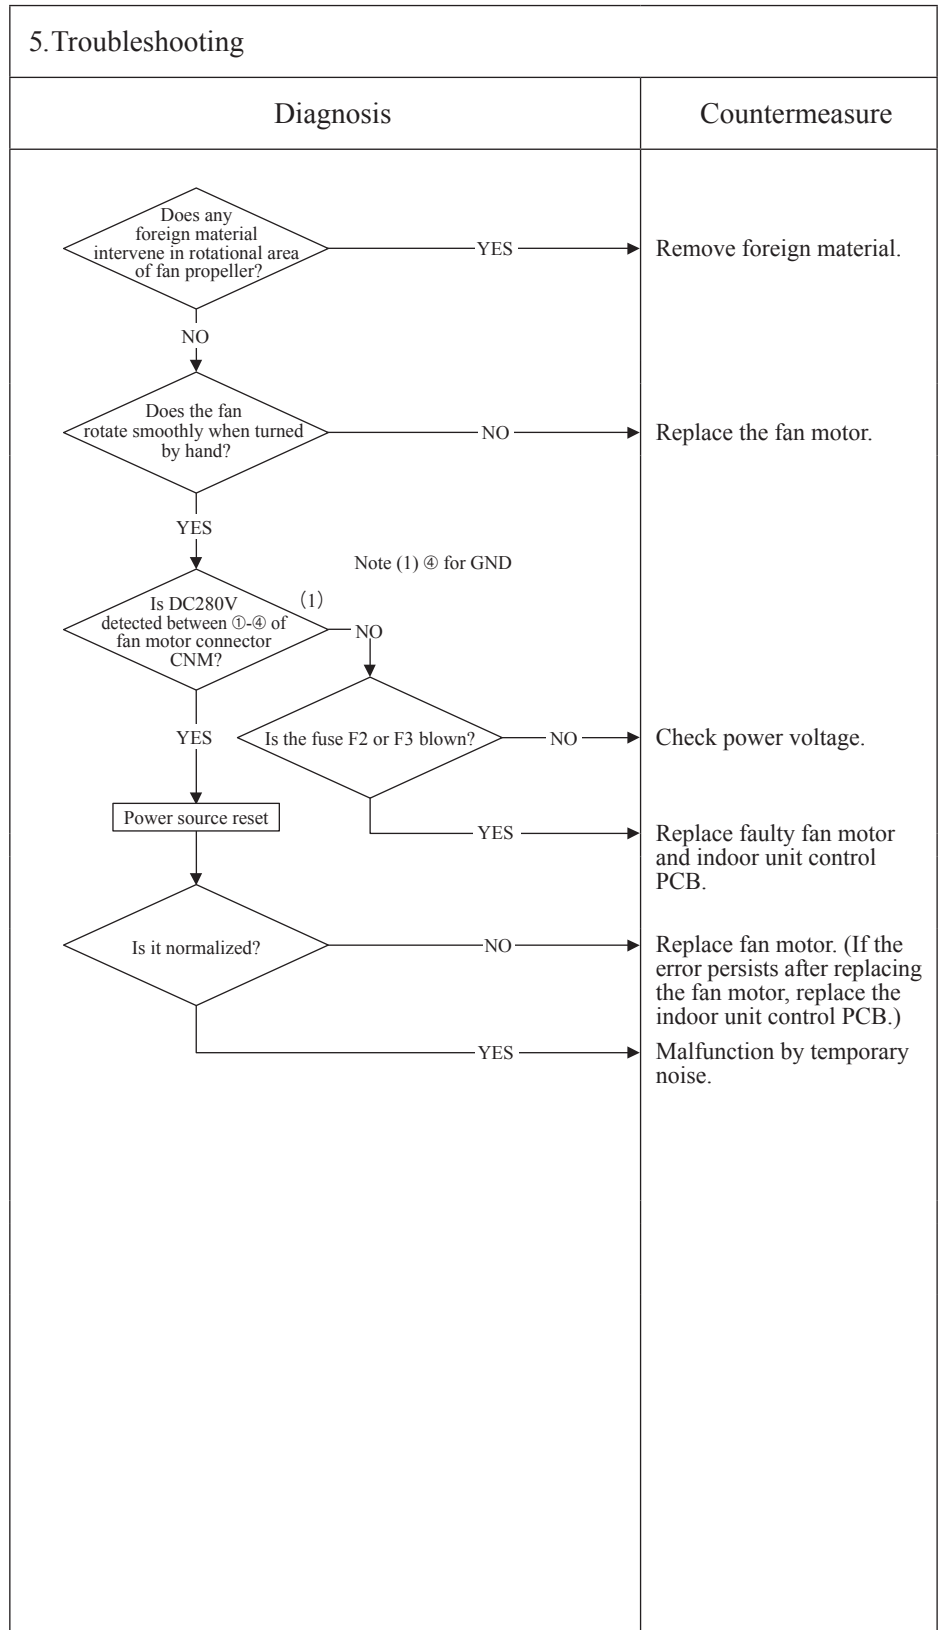 5.Troubleshooting
Diagnosis
Countermeasure
Does any
foreign material
intervene in rotational area
of fan propeller?
YES
Remove foreign material.
NO
Does the fan
rotate smoothly when turned
by hand?
NO
Replace the fan motor.
YES
Note (1) ④ for GND
Is DC280V
detected between ①-④ of
fan motor connector
CNM?
(1)
NO
YES
Is the fuse F2 or F3 blown?
NO
Check power voltage.
Power source reset
YES
Replace faulty fan motor
and indoor unit control
PCB.
Is it normalized?
NO
Replace fan motor. (If the
error persists after replacing
the fan motor, replace the
indoor unit control PCB.)
YES
Malfunction by temporary
noise.